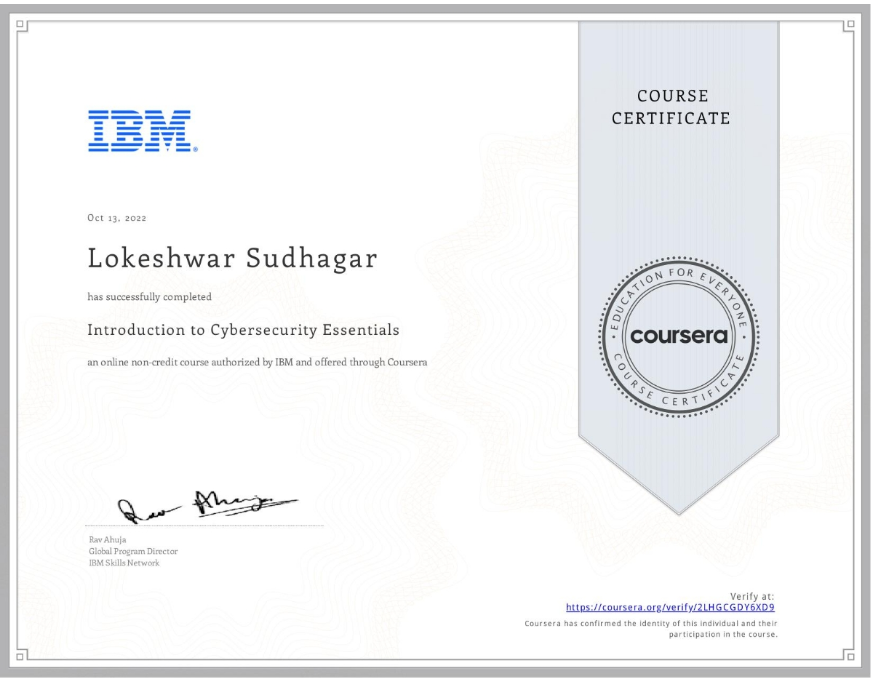 COURSE
CERTIFICATE
IBM®
Oct 13, 2022
Lokeshwar Sudhagar
has successfully completed
Introduction to Cybersecurity Essentials
an online non-credit course authorized by IBM and offered through Coursera
EDUCATION FOR EVERYONE
coursera
COURSE CERTIFICATE
Rav Ahuja
Rav Ahuja
Global Program Director
IBM Skills Network
Verify at:
https://coursera.org/verify/2LHGCGDY6XD9
Coursera has confirmed the identity of this individual and their
participation in the course.